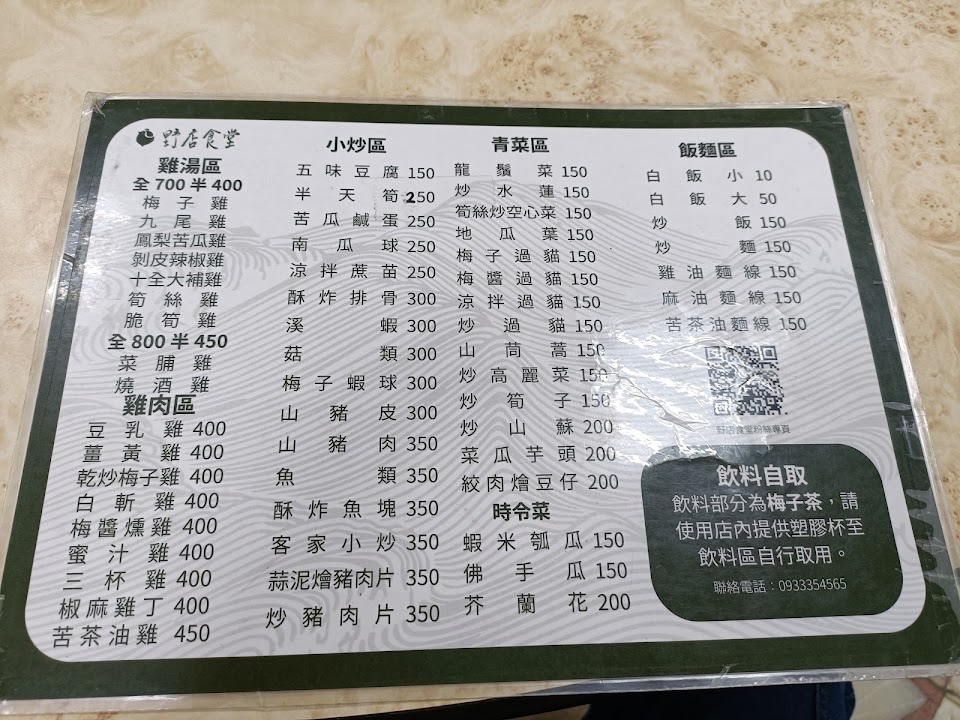 野店食堂
雞湯區
全 700 半 400
梅子雞
九尾雞
鳳梨苦瓜雞
剝皮辣椒雞
十全大補雞
筍絲雞
脆筍雞
全 800 半 450
菜脯雞
燒酒雞
雞肉區
豆乳雞 400
薑黃雞 400
乾炒梅子雞 400
白斬雞 400
梅醬燻雞 400
蜜汁雞 400
三杯雞 400
椒麻雞丁 400
苦茶油雞 450
小炒區
五味豆腐 150
半天筍 250
苦瓜鹹蛋 250
南瓜球 250
涼拌蔗苗 250
酥炸排骨 300
溪蝦 300
菇類 300
梅子蝦球 300
山豬皮 300
山豬肉 350
魚類 350
酥炸魚塊 350
客家小炒 350
蒜泥燴豬肉片 350
炒豬肉片 350
青菜區
龍鬚菜 150
炒水蓮 150
筍絲炒空心菜 150
地瓜葉 150
梅子過貓 150
梅醬過貓 150
涼拌過貓 150
炒過貓 150
山茼蒿 150
炒高麗菜 150
炒筍子 150
炒山蘇 200
菜瓜芋頭 200
絞肉燴豆仔 200
時令菜
蝦米瓠瓜 150
佛手瓜 150
芥蘭花 200
飯麵區
白飯小 10
白飯大 50
炒飯 150
炒麵 150
雞油麵線 150
麻油麵線 150
苦茶油麵線 150
野店食堂粉絲專頁
飲料自取
飲料部分為梅子茶，請
使用店內提供塑膠杯至
飲料區自行取用。
聯絡電話：0933354565